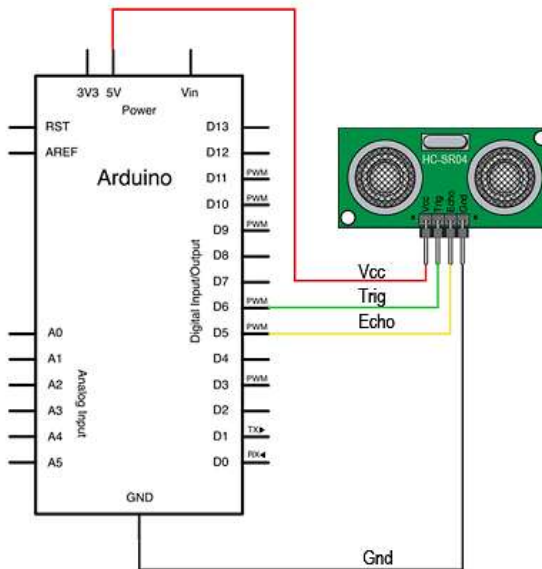 3V3 5V Vin
Power
RST D13
AREF D12
Arduino
D11 PWM
D10 PWM
D9 PWM
D8
D7
Digital Input/Output
D6 PWM
A0 D5 PWM
A1 D4
A2 D3 PWM
A3 D2
Analog Input
A4 D1 TX▶
A5 D0 RX◀
GND
HC-SR04
Vcc Trig Echo Gnd
Vcc
Trig
Echo
Gnd